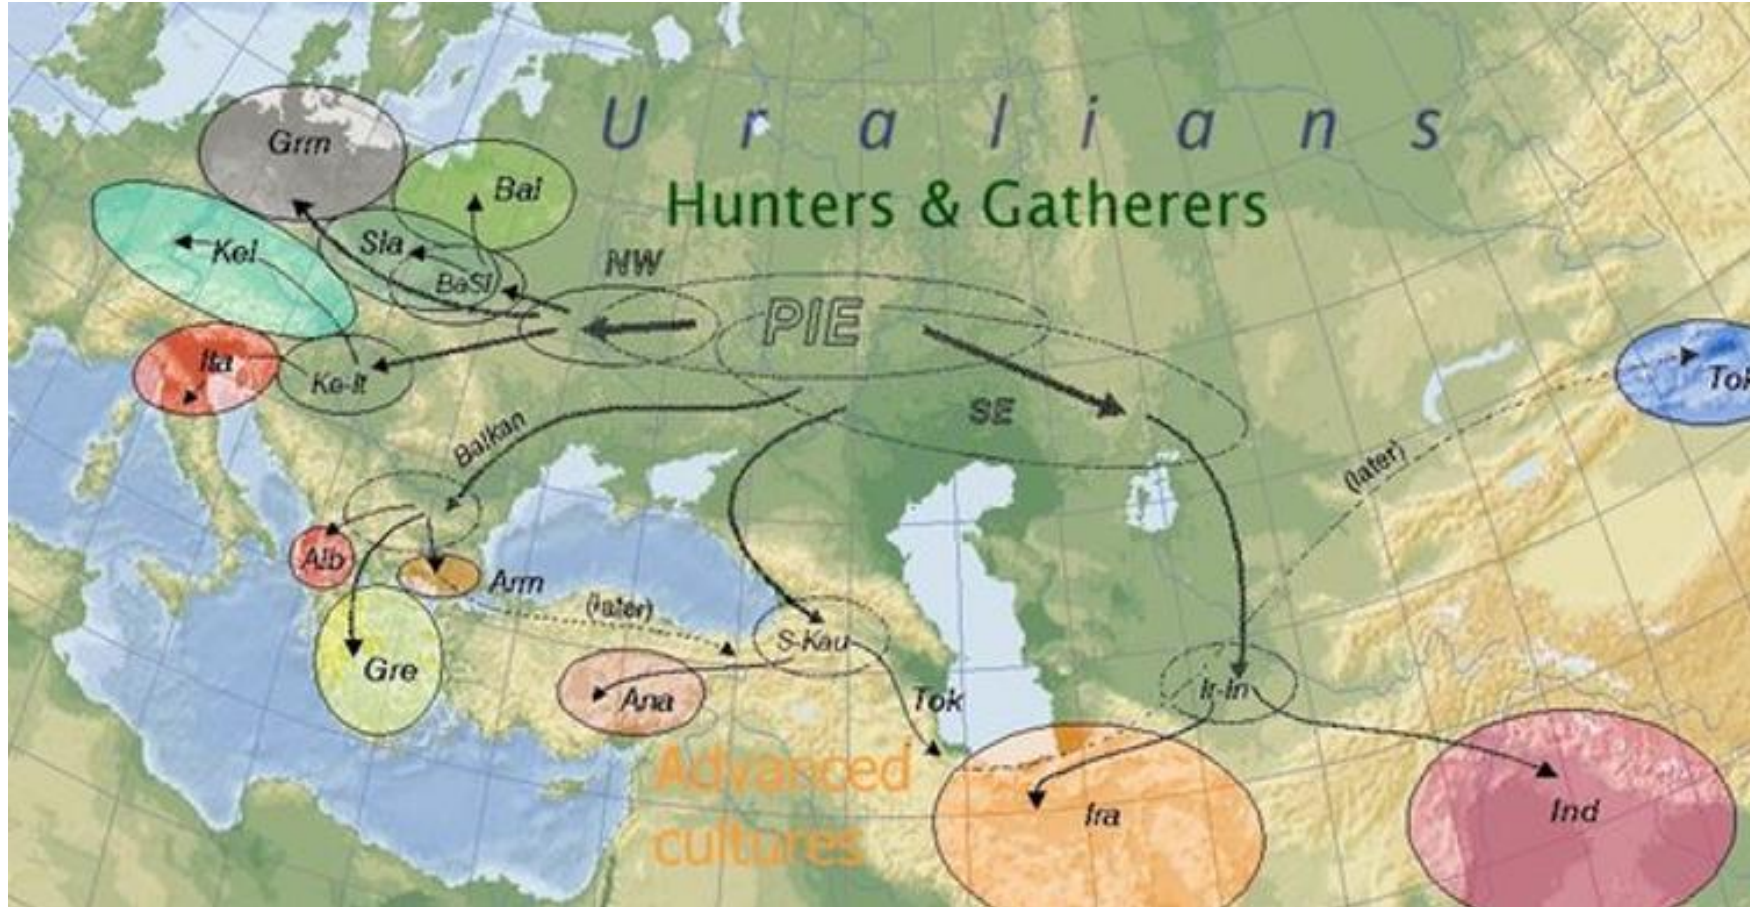 Uralians
Grm
Hunters & Gatherers
Bal
Kel
Sla
BaSl
NW
PIE
Ita
Ke-It
SE
Tok
Balkan
(later)
Alb
Arm
(later)
S-Kau
Gre
Ana
Tok
Ir-In
Advanced
cultures
Ira
Ind